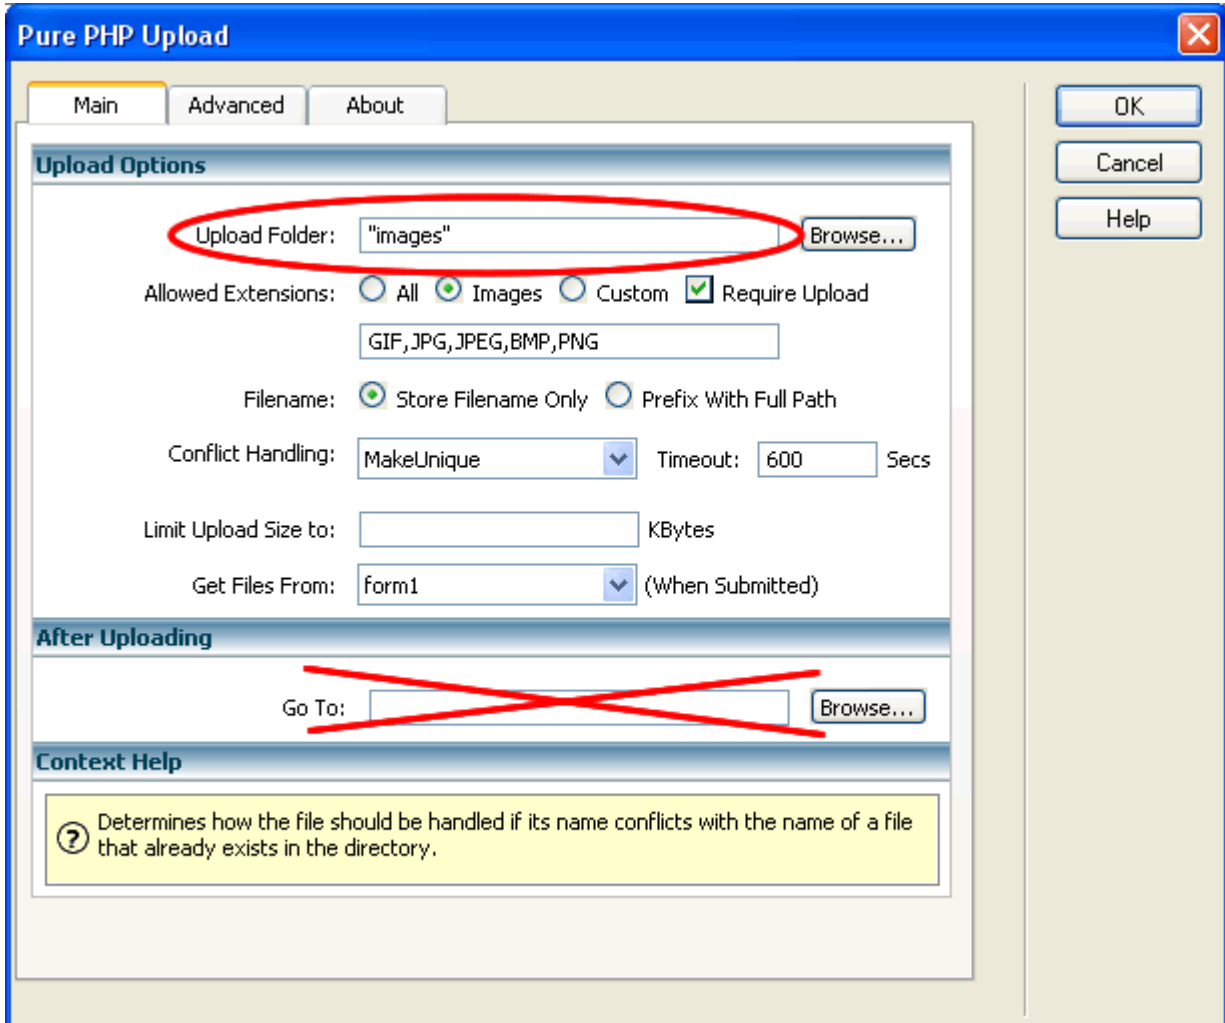 Pure PHP Upload
Main Advanced About
OK
Cancel
Help
Upload Options
Upload Folder: "images" Browse...
Allowed Extensions: All Images Custom Require Upload
GIF,JPG,JPEG,BMP,PNG
Filename: Store Filename Only Prefix With Full Path
Conflict Handling: MakeUnique Timeout: 600 Secs
Limit Upload Size to: KBytes
Get Files From: form1 (When Submitted)
After Uploading
Go To: Browse...
Context Help
? Determines how the file should be handled if its name conflicts with the name of a file
that already exists in the directory.